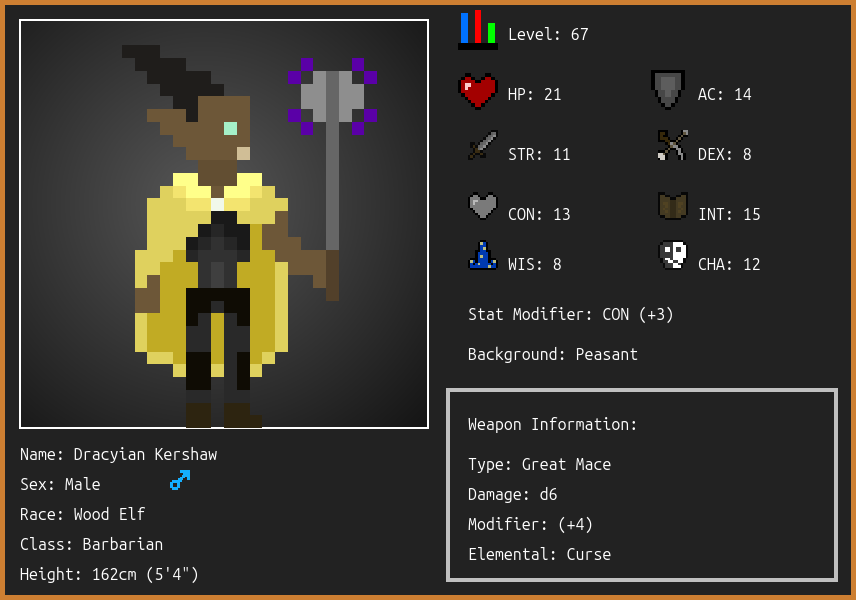 Level: 67
HP: 21
AC: 14
STR: 11
DEX: 8
CON: 13
INT: 15
WIS: 8
CHA: 12
Stat Modifier: CON (+3)
Background: Peasant
Weapon Information:
Type: Great Mace
Damage: d6
Modifier: (+4)
Elemental: Curse
Name: Dracyian Kershaw
Sex: Male
Race: Wood Elf
Class: Barbarian
Height: 162cm (5'4")